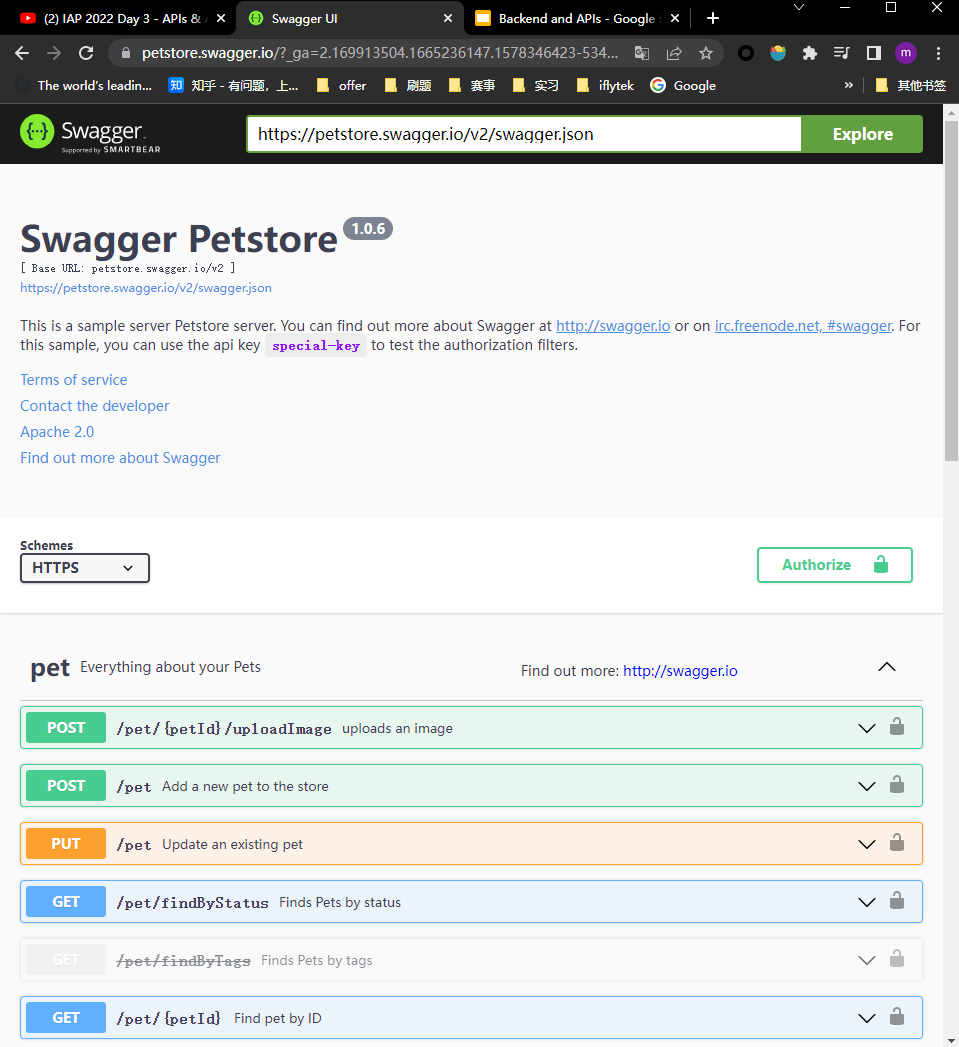 (2) IAP 2022 Day 3 - APIs &
Swagger UI
Backend and APIs - Google
petstore.swagger.io/?_ga=2.169913504.1665236147.1578346423-534...
m
The world's leadin...
知 知乎 - 有问题，上...
offer
刷题
赛事
实习
iflytek
Google
»
其他书签
Swagger.
Supported by SMARTBEAR
https://petstore.swagger.io/v2/swagger.json
Explore
Swagger Petstore 1.0.6
[ Base URL: petstore.swagger.io/v2 ]
https://petstore.swagger.io/v2/swagger.json
This is a sample server Petstore server. You can find out more about Swagger at http://swagger.io or on irc.freenode.net, #swagger. For
this sample, you can use the api key special-key to test the authorization filters.
Terms of service
Contact the developer
Apache 2.0
Find out more about Swagger
Schemes
HTTPS
Authorize
pet Everything about your Pets
Find out more: http://swagger.io
POST /pet/{petId}/uploadImage uploads an image
POST /pet Add a new pet to the store
PUT /pet Update an existing pet
GET /pet/findByStatus Finds Pets by status
GET /pet/findByTags Finds Pets by tags
GET /pet/{petId} Find pet by ID